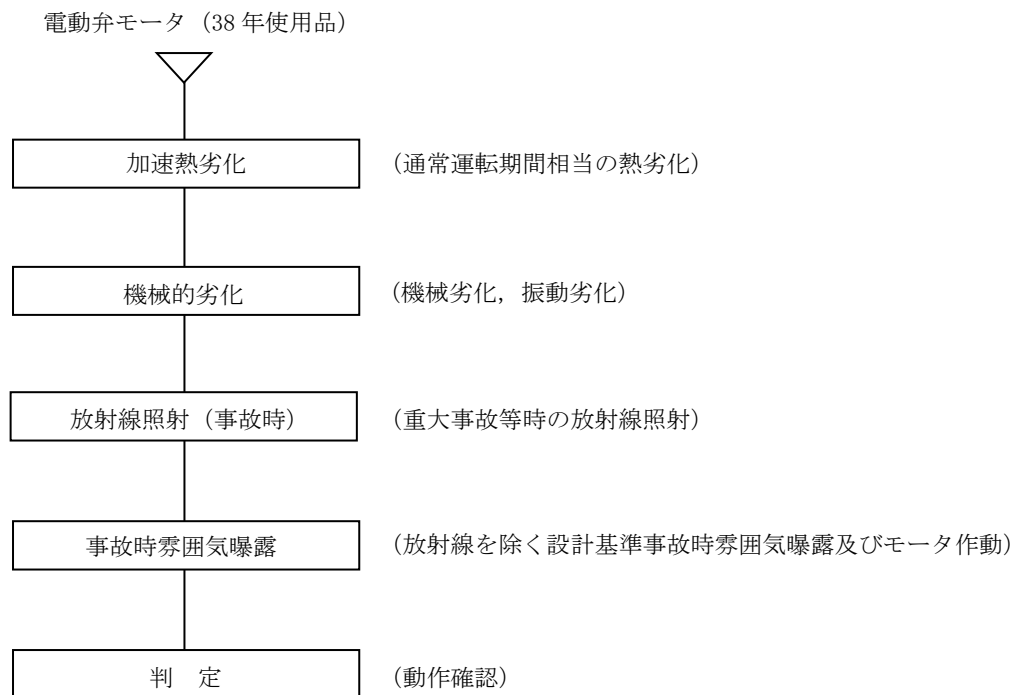 電動弁モータ（38 年使用品）
加速熱劣化 （通常運転期間相当の熱劣化）
機械的劣化 （機械劣化，振動劣化）
放射線照射（事故時） （重大事故等時の放射線照射）
事故時雰囲気曝露 （放射線を除く設計基準事故時雰囲気曝露及びモータ作動）
判　定 （動作確認）